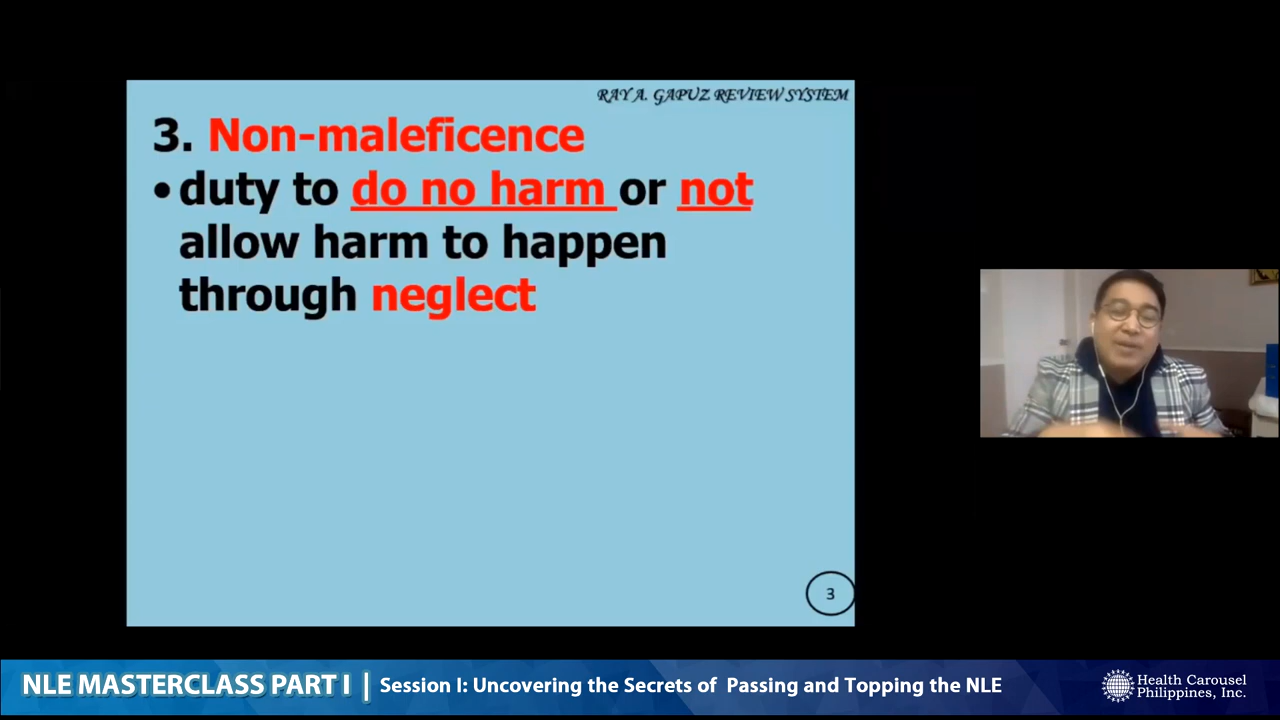 RAY A. GAPUZ REVIEW SYSTEM
3. Non-maleficence
• duty to do no harm or not
allow harm to happen
through neglect
3
NLE MASTERCLASS PART I | Session I: Uncovering the Secrets of Passing and Topping the NLE
Health Carousel
Philippines, Inc.